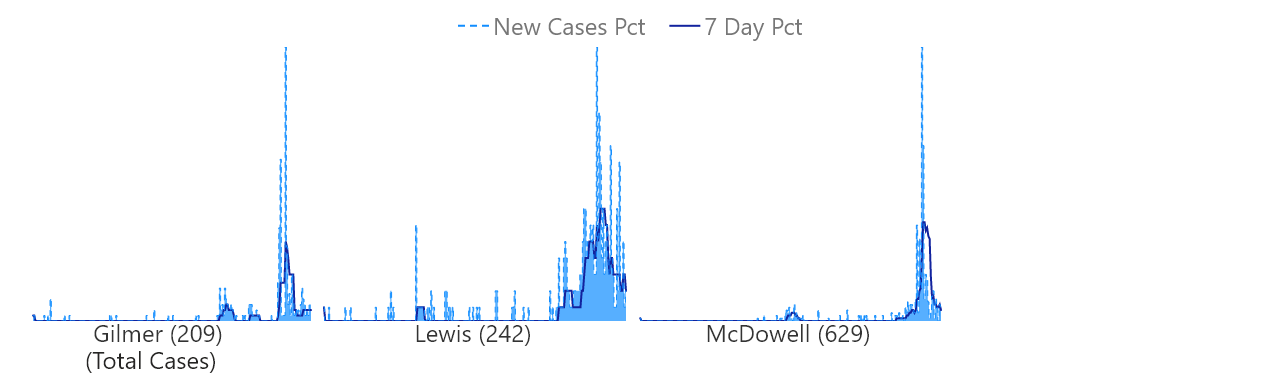 New Cases Pct 7 Day Pct
Gilmer (209) Lewis (242) McDowell (629)
(Total Cases)